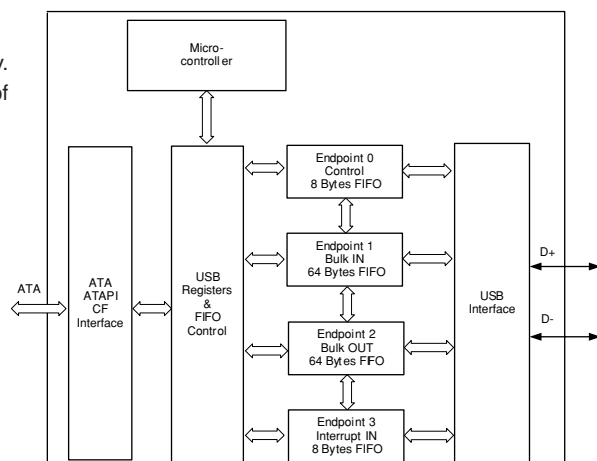 y.
of
Micro-
controller
Endpoint 0
Control
8 Bytes FIFO
Endpoint 1
Bulk IN
64 Bytes FIFO
Endpoint 2
Bulk OUT
64 Bytes FIFO
Endpoint 3
Interrupt IN
8 Bytes FIFO
ATA
ATA
ATAPI
CF
Interface
USB
Registers
&
FIFO
Control
USB
Interface
D+
D-